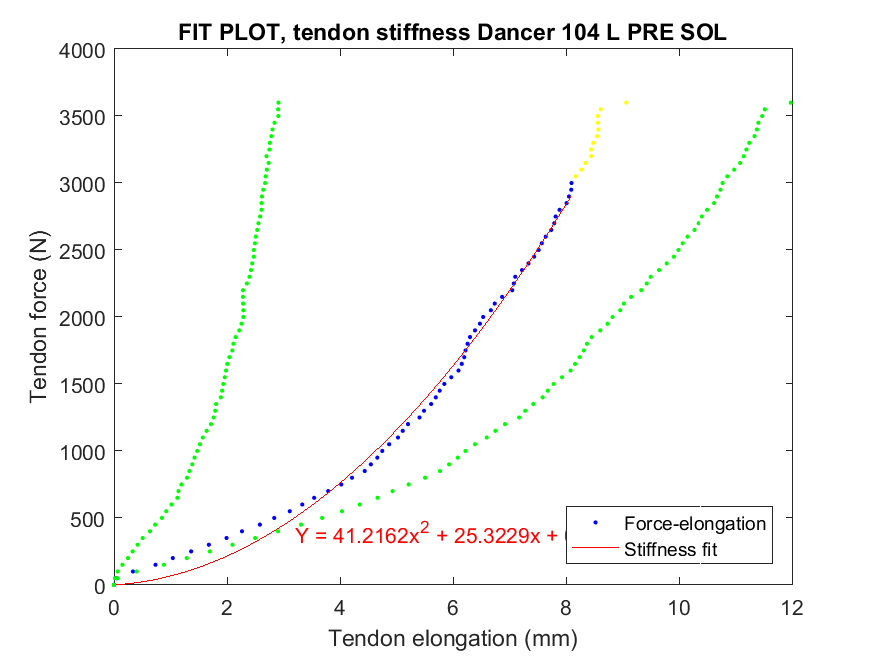 FIT PLOT, tendon stiffness Dancer 104 L PRE SOL
4000
3500
3000
2500
2000
1500
1000
500
0
Tendon force (N)
Y = 41.2162x² + 25.3229x +
Force-elongation
Stiffness fit
0 2 4 6 8 10 12
Tendon elongation (mm)